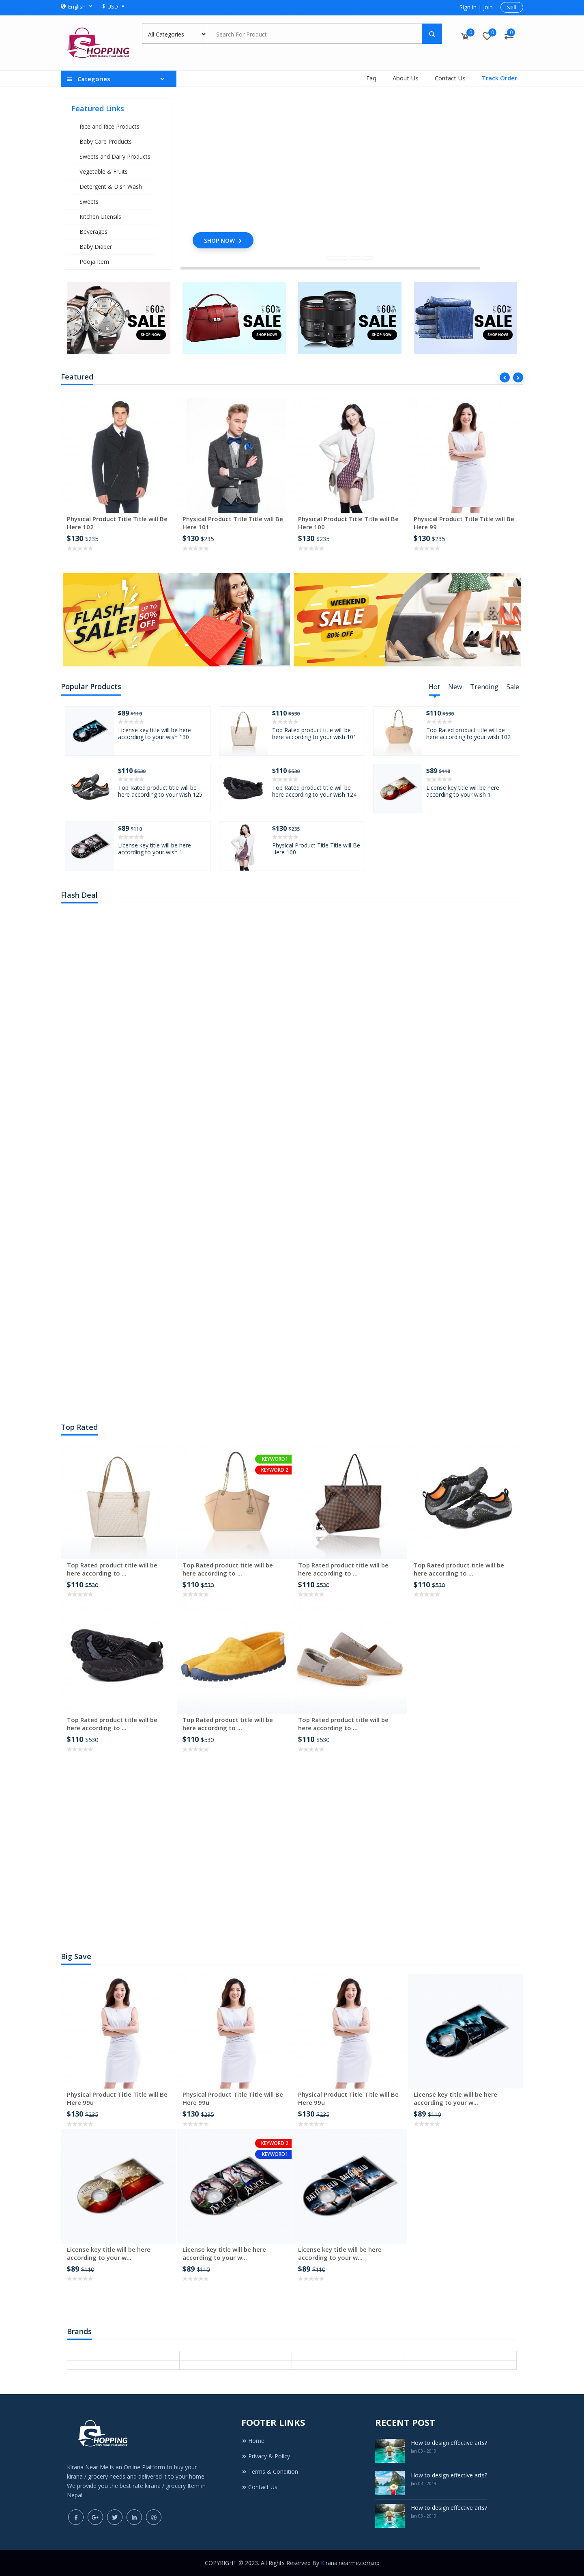 English
$ USD
Sign in | Join
Sell
SHOPPING
All Categories
Search For Product
0
0
0
Categories
Faq
About Us
Contact Us
Track Order
Featured Links
Rice and Rice Products
Baby Care Products
Sweets and Dairy Products
Vegetable & Fruits
Detergent & Dish Wash
Sweets
Kitchen Utensils
Beverages
Baby Diaper
Pooja Item
SHOP NOW
UP TO 60% OFF
SALE
SHOP NOW!
UP TO 60% OFF
SALE
SHOP NOW!
UP TO 60% OFF
SALE
SHOP NOW!
UP TO 60% OFF
SALE
SHOP NOW!
Featured
Physical Product Title Title will Be Here 102
$130 $235
Physical Product Title Title will Be Here 101
$130 $235
Physical Product Title Title will Be Here 100
$130 $235
Physical Product Title Title will Be Here 99
$130 $235
FLASH SALE!
UP TO 50% OFF
WEEKEND
SALE
80% OFF
Popular Products
Hot
New
Trending
Sale
$89 $110
License key title will be here according to your wish 130
$110 $530
Top Rated product title will be here according to your wish 101
$110 $530
Top Rated product title will be here according to your wish 102
$110 $530
Top Rated product title will be here according to your wish 125
$110 $530
Top Rated product title will be here according to your wish 124
$89 $110
License key title will be here according to your wish 1
$89 $110
License key title will be here according to your wish 1
$130 $235
Physical Product Title Title will Be Here 100
Flash Deal
Top Rated
KEYWORD1
KEYWORD 2
Top Rated product title will be here according to ...
$110 $530
Top Rated product title will be here according to ...
$110 $530
Top Rated product title will be here according to ...
$110 $530
Top Rated product title will be here according to ...
$110 $530
Top Rated product title will be here according to ...
$110 $530
Top Rated product title will be here according to ...
$110 $530
Top Rated product title will be here according to ...
$110 $530
Big Save
Physical Product Title Title will Be Here 99u
$130 $235
Physical Product Title Title will Be Here 99u
$130 $235
Physical Product Title Title will Be Here 99u
$130 $235
License key title will be here according to your w...
$89 $110
KEYWORD 2
KEYWORD1
ALICE
BATTLEFIELD
License key title will be here according to your w...
$89 $110
License key title will be here according to your w...
$89 $110
License key title will be here according to your w...
$89 $110
Brands
SHOPPING
Kirana Near Me is an Online Platform to buy your kirana / grocery needs and delivered it to your home. We provide you the best rate kirana / grocery item in Nepal.
FOOTER LINKS
Home
Privacy & Policy
Terms & Condition
Contact Us
RECENT POST
How to design effective arts?
Jan 03 - 2019
How to design effective arts?
Jan 03 - 2019
How to design effective arts?
Jan 03 - 2019
COPYRIGHT © 2023. All Rights Reserved By kirana.nearme.com.np